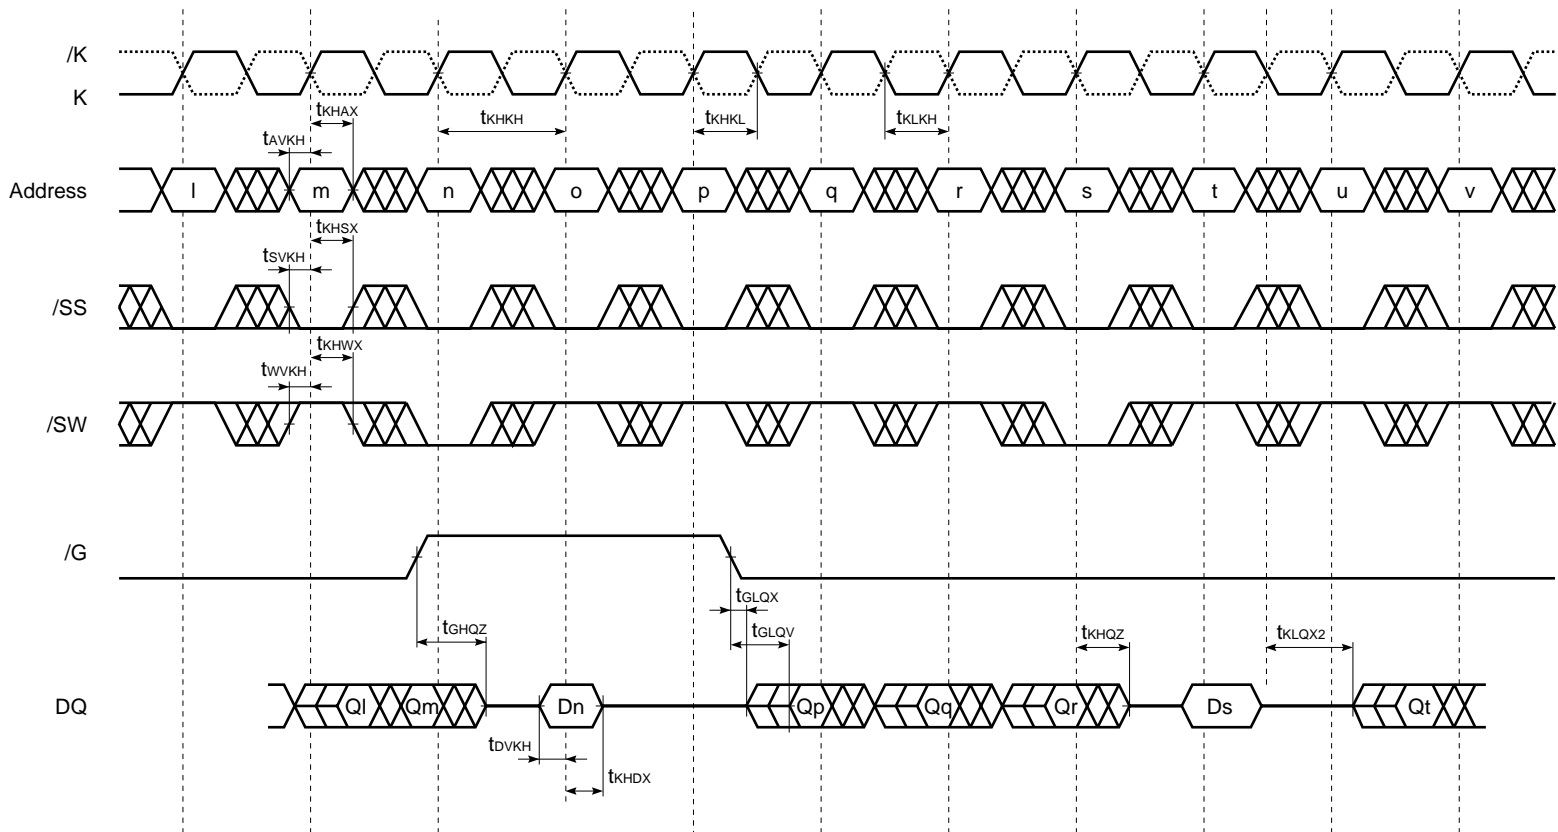 /K
K
tKHAX
tKHKH
tKHKL
tKLKH
tAVKH
Address
l m n o p q r s t u v
tKHSX
tSVKH
/SS
tKHWX
tWVKH
/SW
/G
tGLQX
tGHQZ
tGLQV
tKHQZ
tKLQX2
DQ
Ql Qm Dn Qp Qq Qr Ds Qt
tDVKH
tKHDX